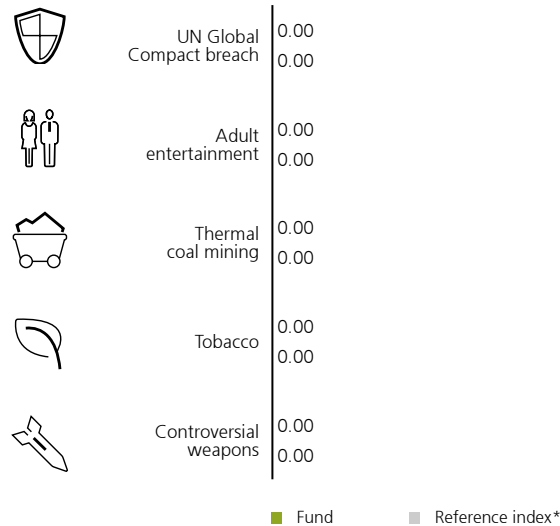 UN Global
Compact breach
0.00
0.00
Adult
entertainment
0.00
0.00
Thermal
coal mining
0.00
0.00
Tobacco
0.00
0.00
Controversial
weapons
0.00
0.00
Fund
Reference index*